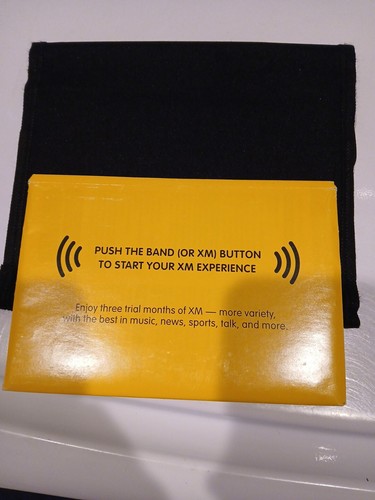 PUSH THE BAND (OR XM) BUTTON
TO START YOUR XM EXPERIENCE
Enjoy three trial months of XM — more variety,
with the best in music, news, sports, talk, and more.